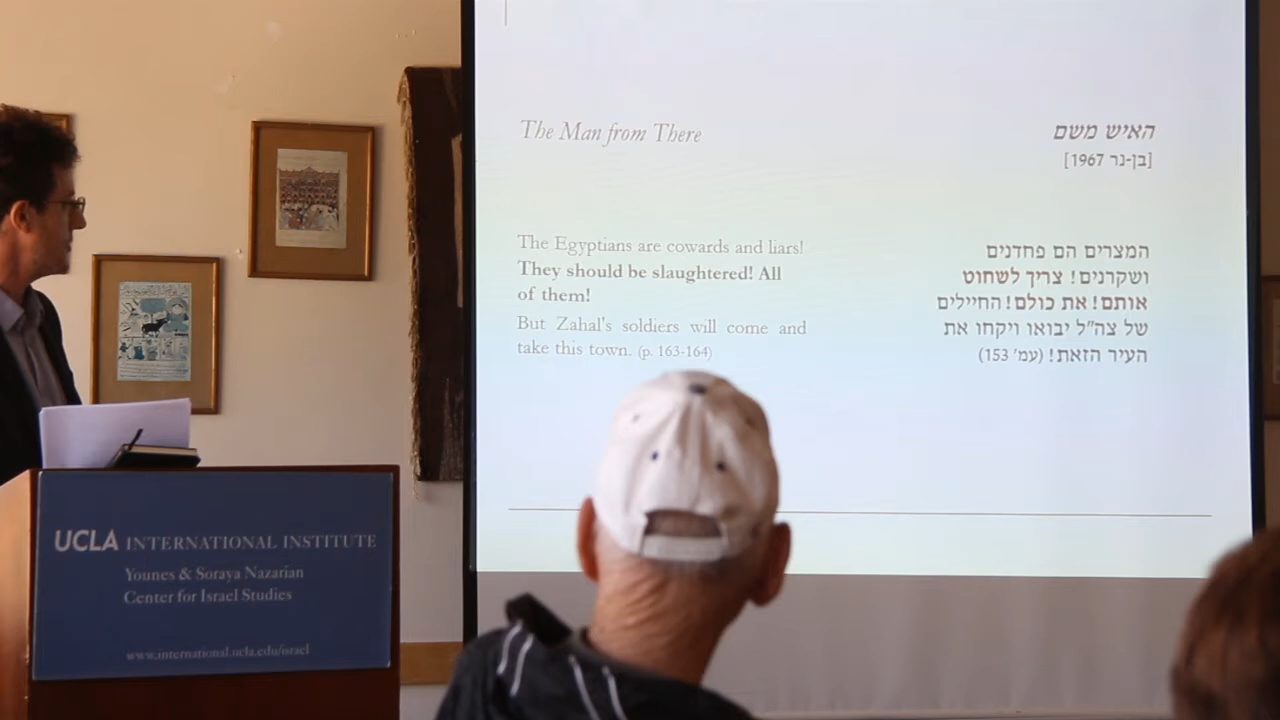 The Man from There
האיש משם
[בן-נר 1967]
The Egyptians are cowards and liars!
They should be slaughtered! All
of them!
But Zahal's soldiers will come and
take this town. (p. 163-164)
המצרים הם פחדנים
ושקרנים! צריך לשחוט
אותם! את כולם! החיילים
של צה"ל יבואו ויקחו את
העיר הזאת! (עמ' 153)
UCLA INTERNATIONAL INSTITUTE
Younes & Soraya Nazarian
Center for Israel Studies
www.international.ucla.edu/israel